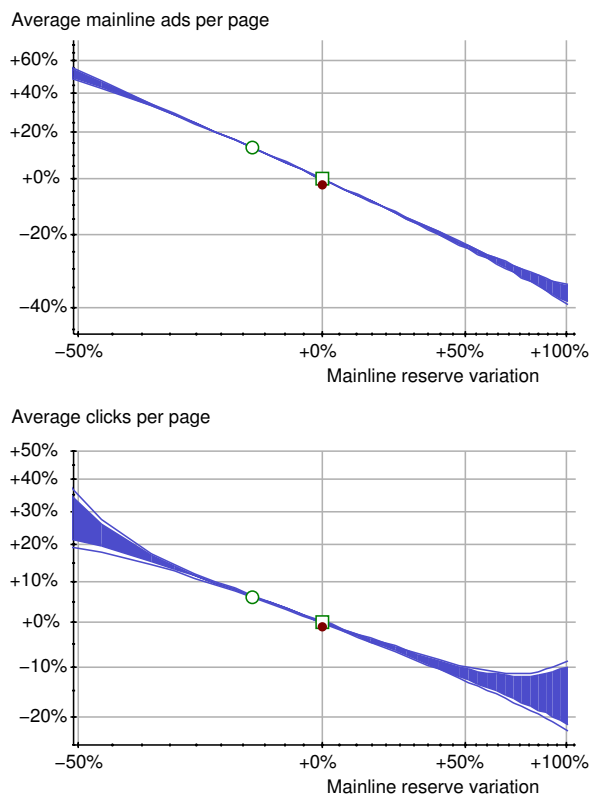 Average mainline ads per page
+60%
+40%
+20%
+0%
−20%
−40%
−50% +0% +50% +100%
Mainline reserve variation
Average clicks per page
+50%
+40%
+30%
+20%
+10%
+0%
−10%
−20%
−50% +0% +50% +100%
Mainline reserve variation